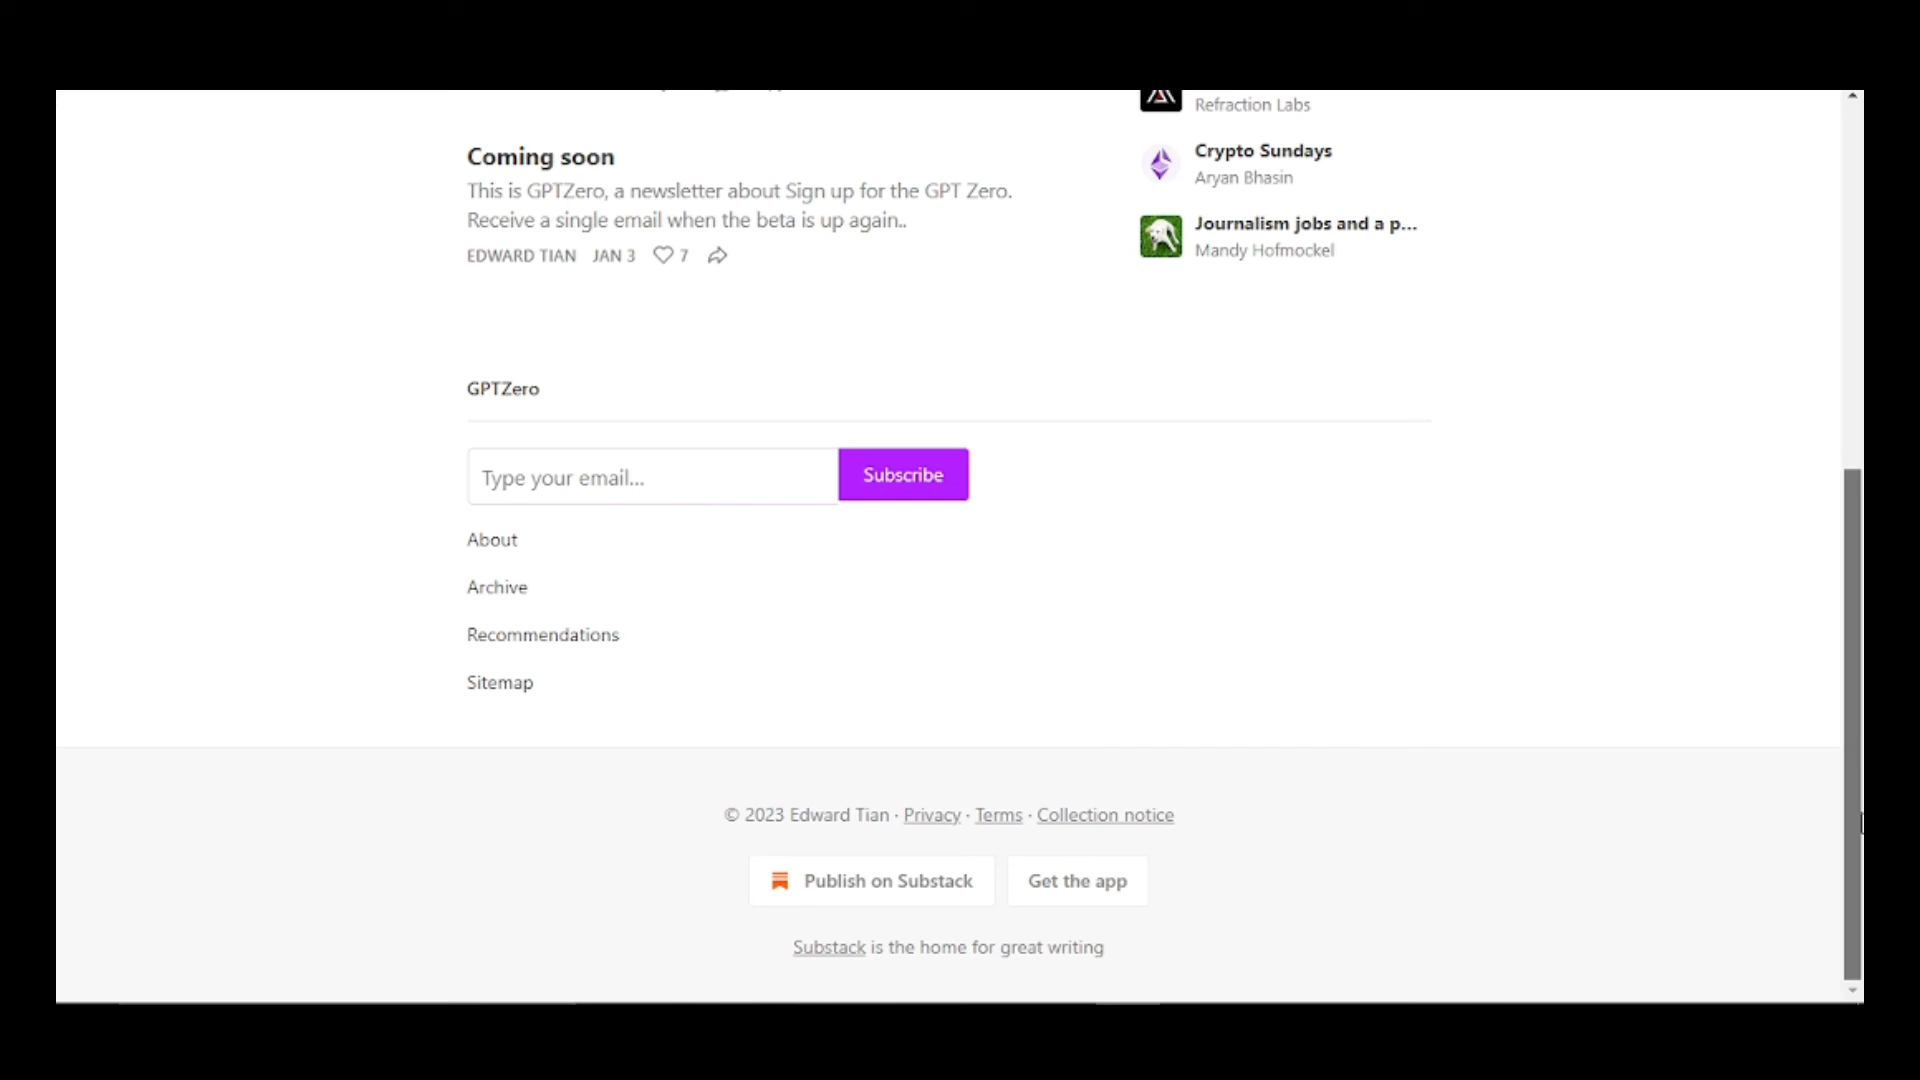 Coming soon
This is GPTZero, a newsletter about Sign up for the GPT Zero.
Receive a single email when the beta is up again..
EDWARD TIAN JAN 3 7
Refraction Labs
Crypto Sundays
Aryan Bhasin
Journalism jobs and a p...
Mandy Hofmockel
GPTZero
Type your email...
Subscribe
About
Archive
Recommendations
Sitemap
© 2023 Edward Tian · Privacy · Terms · Collection notice
Publish on Substack
Get the app
Substack is the home for great writing